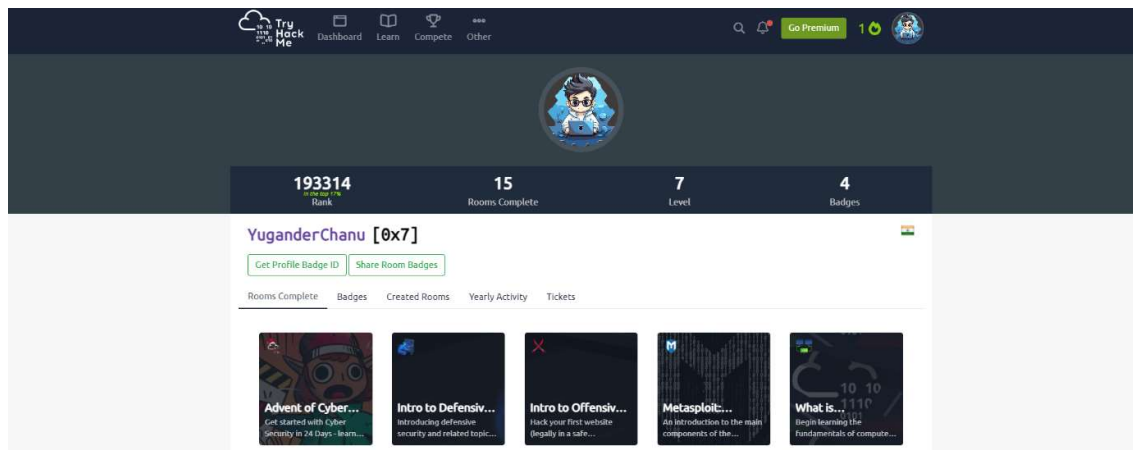 Try
Hack
Me
Dashboard
Learn
Compete
Other
Go Premium
1
193314
In the top 17%
Rank
15
Rooms Complete
7
Level
4
Badges
YuganderChanu [0x7]
Get Profile Badge ID
Share Room Badges
Rooms Complete
Badges
Created Rooms
Yearly Activity
Tickets
Advent of Cyber...
Get started with Cyber
Security in 24 Days - learn...
Intro to Defensiv...
Introducing defensive
security and related topic...
Intro to Offensiv...
Hack your first website
(legally in a safe...
Metasploit:...
An introduction to the main
components of the...
What is...
Begin learning the
fundamentals of compute...